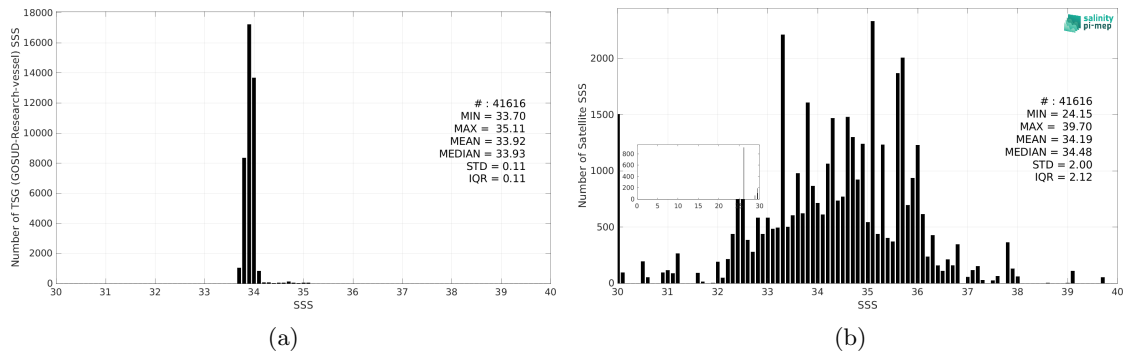 18000
16000
14000
12000
10000
8000
6000
4000
2000
0
30 31 32 33 34 35 36 37 38 39 40
SSS
Number of TSG (GOSUD-Research-vessel) SSS
# : 41616
MIN = 33.70
MAX = 35.11
MEAN = 33.92
MEDIAN = 33.93
STD = 0.11
IQR = 0.11
(a)
2000
1500
1000
500
0
30 31 32 33 34 35 36 37 38 39 40
SSS
Number of Satellite SSS
salinity
pi-mep
# : 41616
MIN = 24.15
MAX = 39.70
MEAN = 34.19
MEDIAN = 34.48
STD = 2.00
IQR = 2.12
800
600
400
200
0
0 5 10 15 20 25 30
(b)